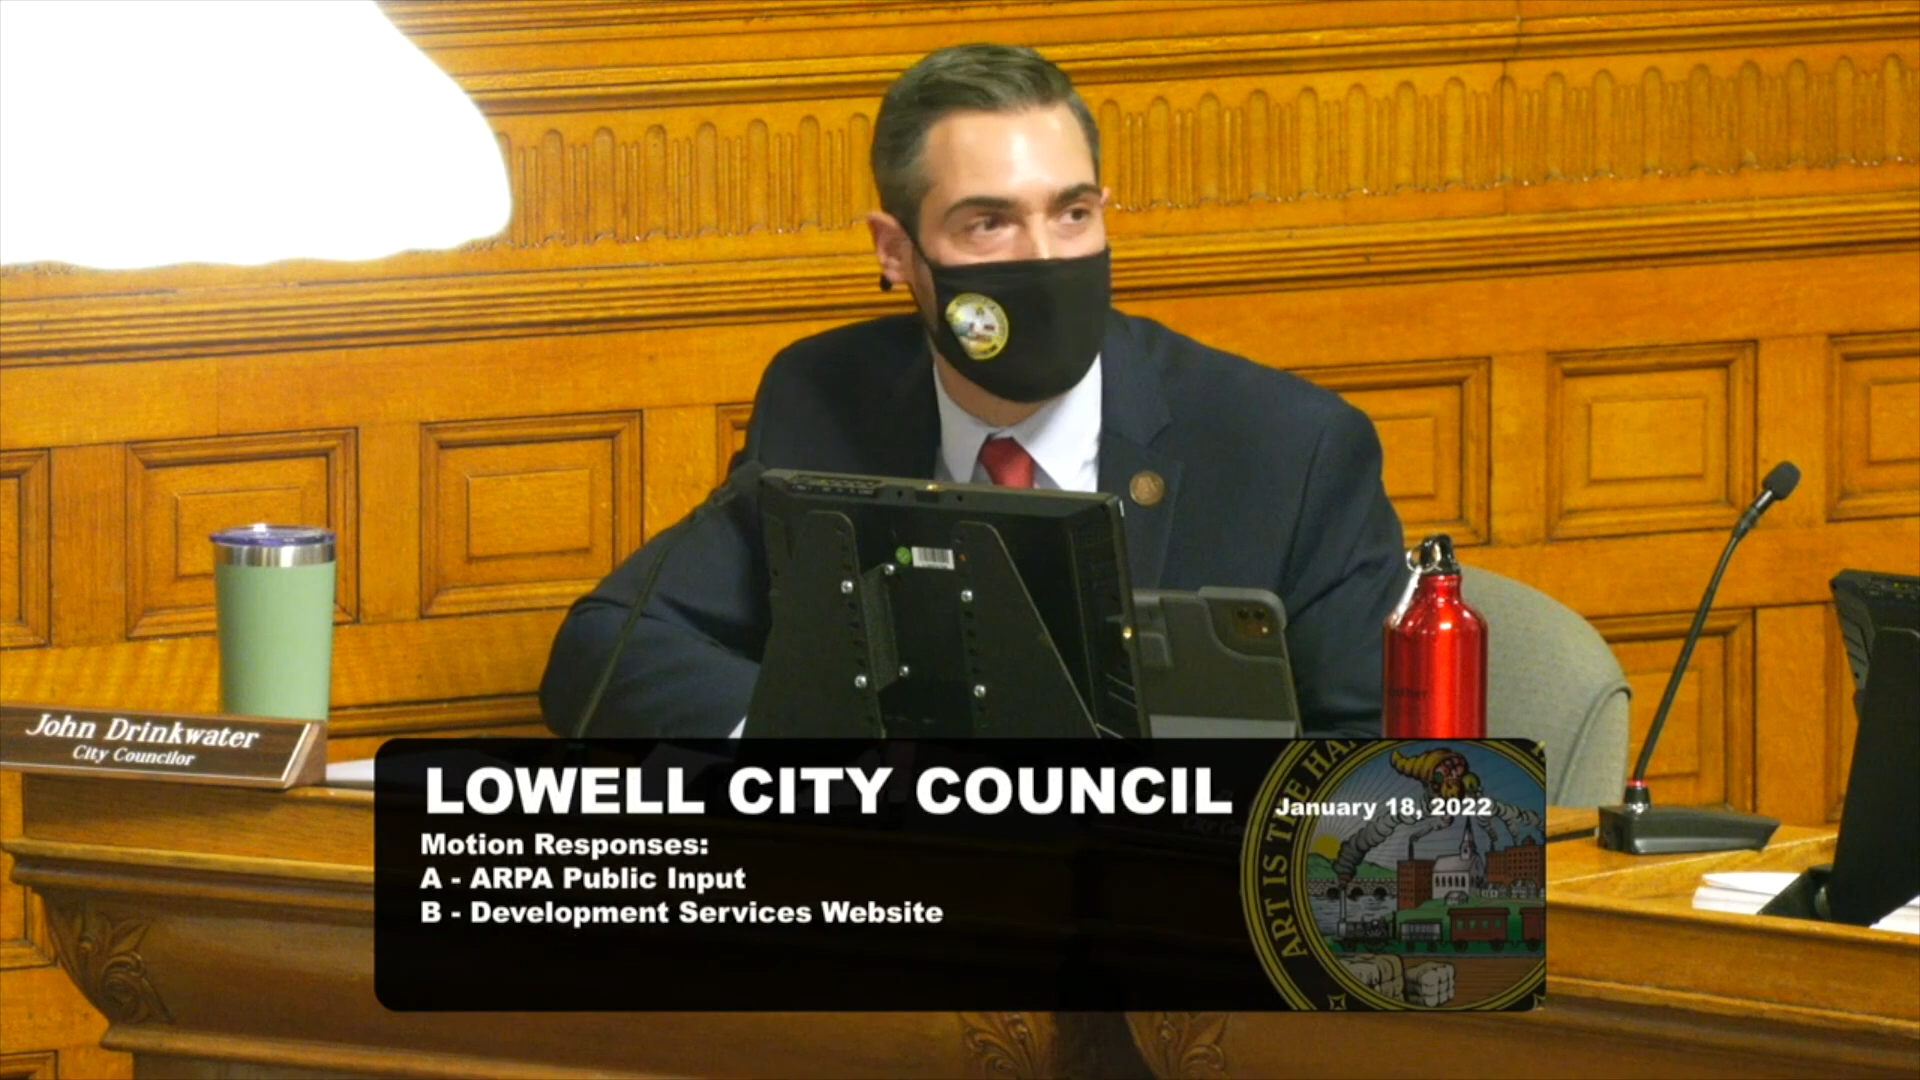 John Drinkwater
City Councilor
LOWELL CITY COUNCIL
January 18, 2022
Motion Responses:
A - ARPA Public Input
B - Development Services Website
ART IS THE HAN